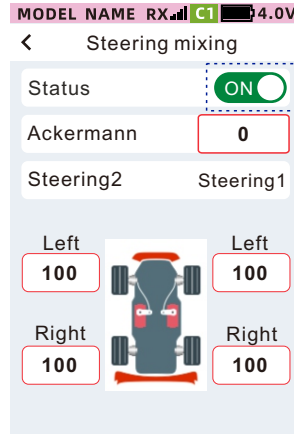 MODEL NAME RX C1 4.0V
Steering mixing
Status ON
Ackermann 0
Steering2 Steering1
Left Left
100 100
Right Right
100 100